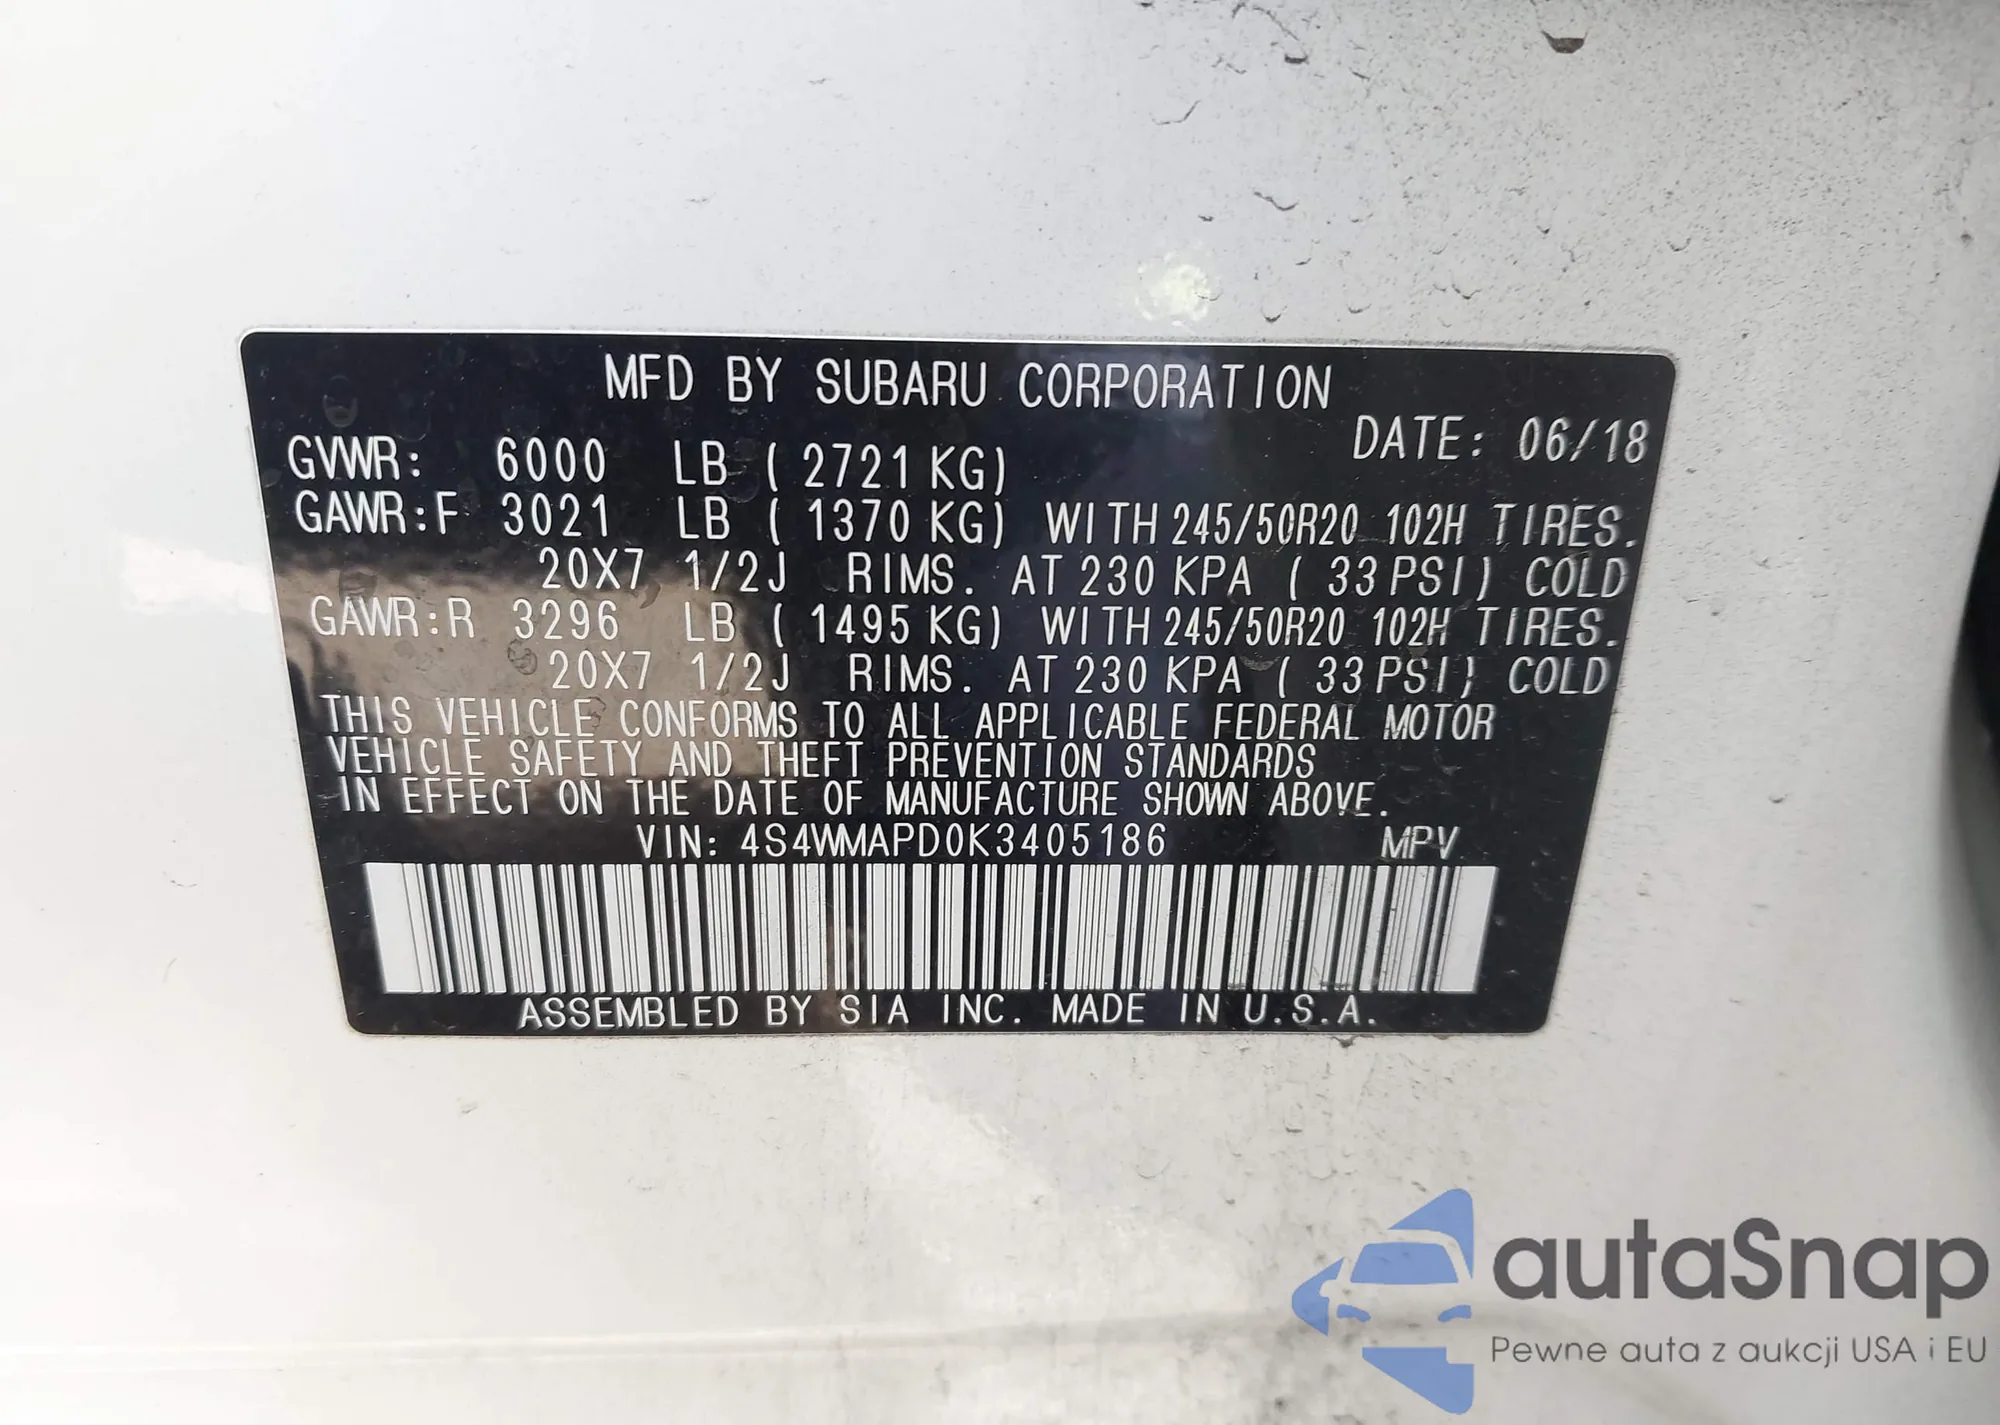 MFD BY SUBARU CORPORATION
DATE: 06/18
GVWR: 6000 LB ( 2721 KG)
GAWR:F 3021 LB ( 1370 KG) WITH 245/50R20 102H TIRES.
20X7 1/2J RIMS. AT 230 KPA ( 33 PSI) COLD
GAWR:R 3296 LB ( 1495 KG) WITH 245/50R20 102H TIRES.
20X7 1/2J RIMS. AT 230 KPA ( 33 PSI) COLD
THIS VEHICLE CONFORMS TO ALL APPLICABLE FEDERAL MOTOR
VEHICLE SAFETY AND THEFT PREVENTION STANDARDS
IN EFFECT ON THE DATE OF MANUFACTURE SHOWN ABOVE.
VIN: 4S4WMAPD0K3405186 MPV
ASSEMBLED BY SIA INC. MADE IN U.S.A.
autaSnap
Pewne auta z aukcji USA i EU